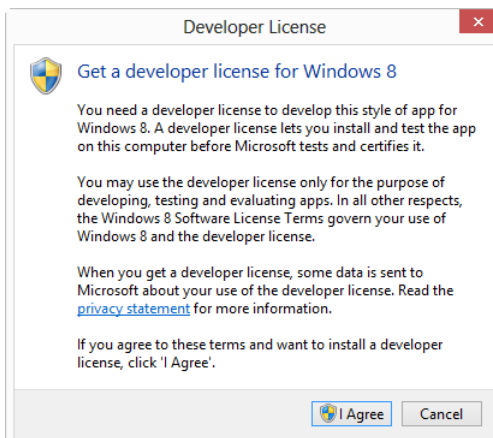 Developer License
Get a developer license for Windows 8
You need a developer license to develop this style of app for
Windows 8. A developer license lets you install and test the app
on this computer before Microsoft tests and certifies it.
You may use the developer license only for the purpose of
developing, testing and evaluating apps. In all other respects,
the Windows 8 Software License Terms govern your use of
Windows 8 and the developer license.
When you get a developer license, some data is sent to
Microsoft about your use of the developer license. Read the
privacy statement for more information.
If you agree to these terms and want to install a developer
license, click 'I Agree'.
I Agree Cancel